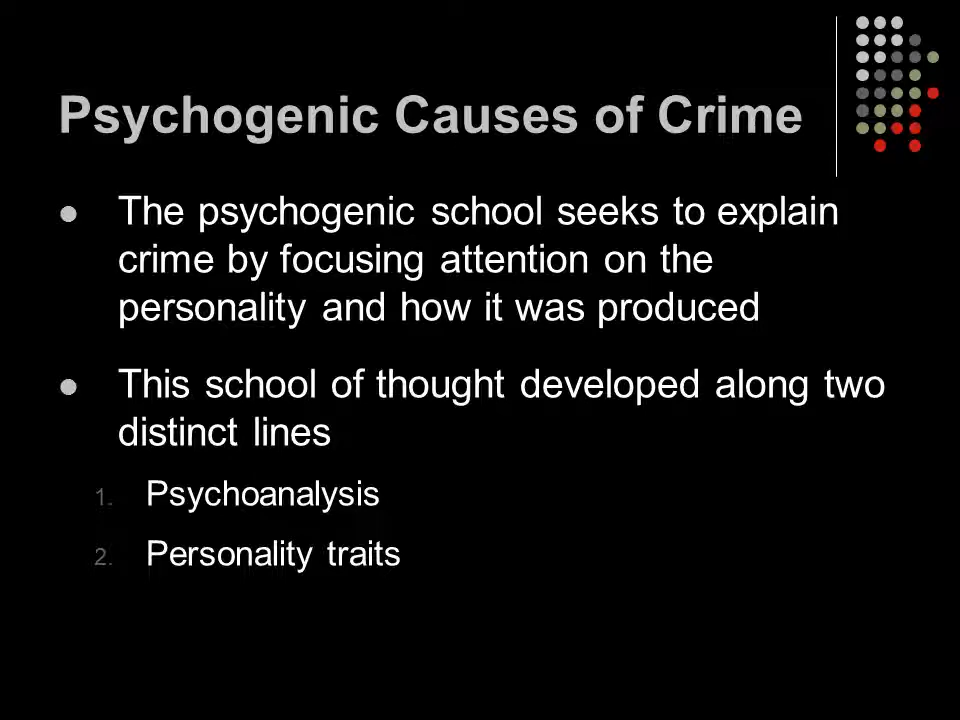 Psychogenic Causes of Crime
The psychogenic school seeks to explain
crime by focusing attention on the
personality and how it was produced
This school of thought developed along two
distinct lines
1. Psychoanalysis
2. Personality traits